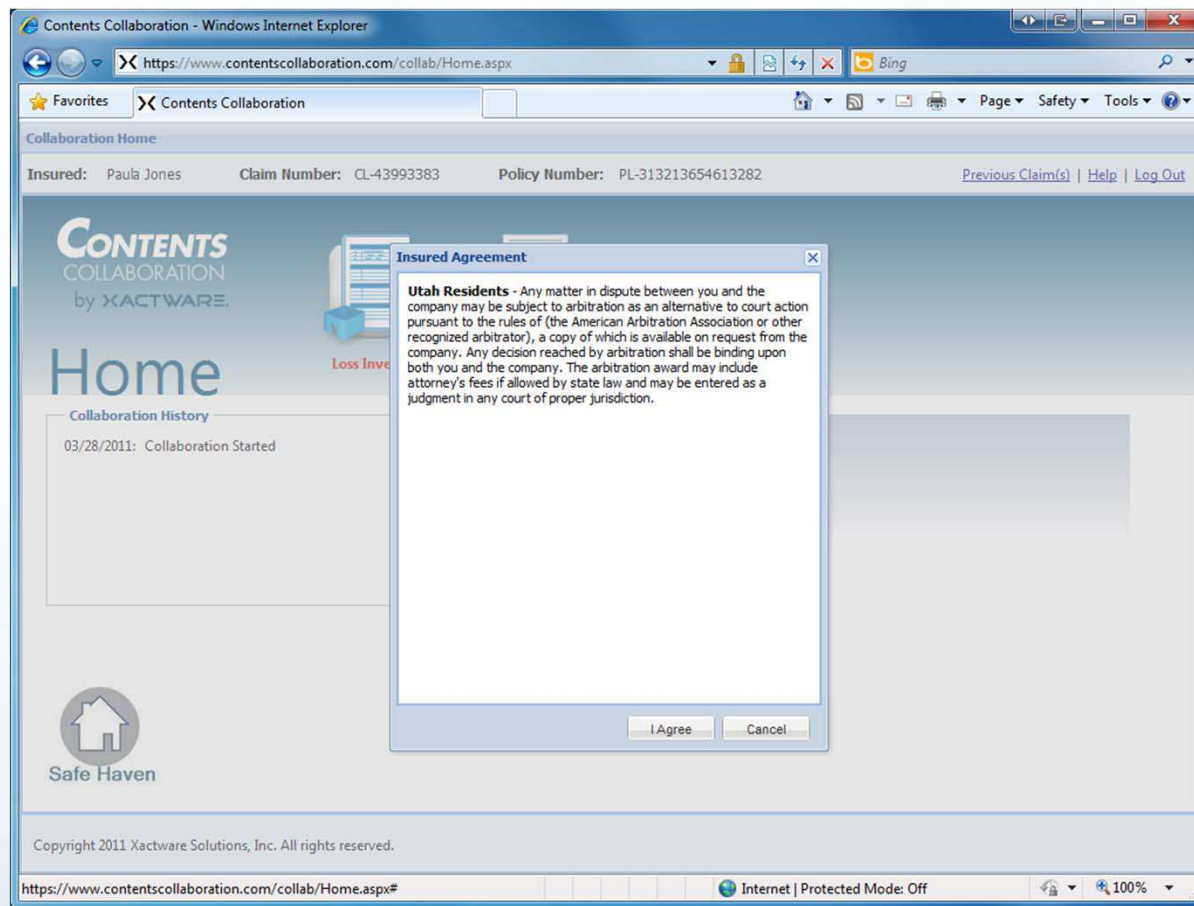 Contents Collaboration - Windows Internet Explorer
https://www.contentscollaboration.com/collab/Home.aspx
Bing
Favorites
Contents Collaboration
Page
Safety
Tools
Collaboration Home
Insured: Paula Jones
Claim Number: CL-43993383
Policy Number: PL-313213654613282
Previous Claim(s) | Help | Log Out
CONTENTS
COLLABORATION
by XACTWARE.
Home
Loss Inve
Collaboration History
03/28/2011: Collaboration Started
Insured Agreement
Utah Residents - Any matter in dispute between you and the
company may be subject to arbitration as an alternative to court action
pursuant to the rules of (the American Arbitration Association or other
recognized arbitrator), a copy of which is available on request from the
company. Any decision reached by arbitration shall be binding upon
both you and the company. The arbitration award may include
attorney's fees if allowed by state law and may be entered as a
judgment in any court of proper jurisdiction.
I Agree
Cancel
Safe Haven
Copyright 2011 Xactware Solutions, Inc. All rights reserved.
https://www.contentscollaboration.com/collab/Home.aspx#
Internet | Protected Mode: Off
100%